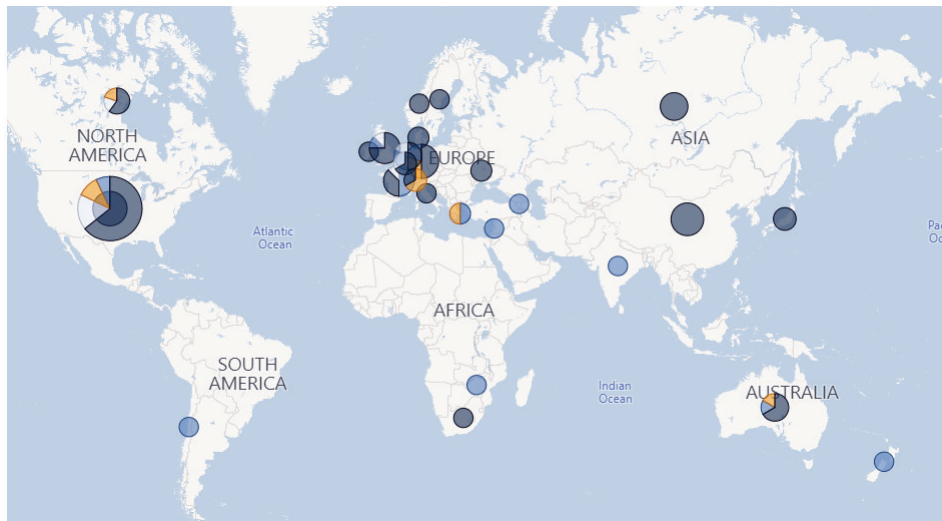 NORTH
AMERICA
EUROPE
ASIA
Atlantic
Ocean
AFRICA
SOUTH
AMERICA
Indian
Ocean
AUSTRALIA